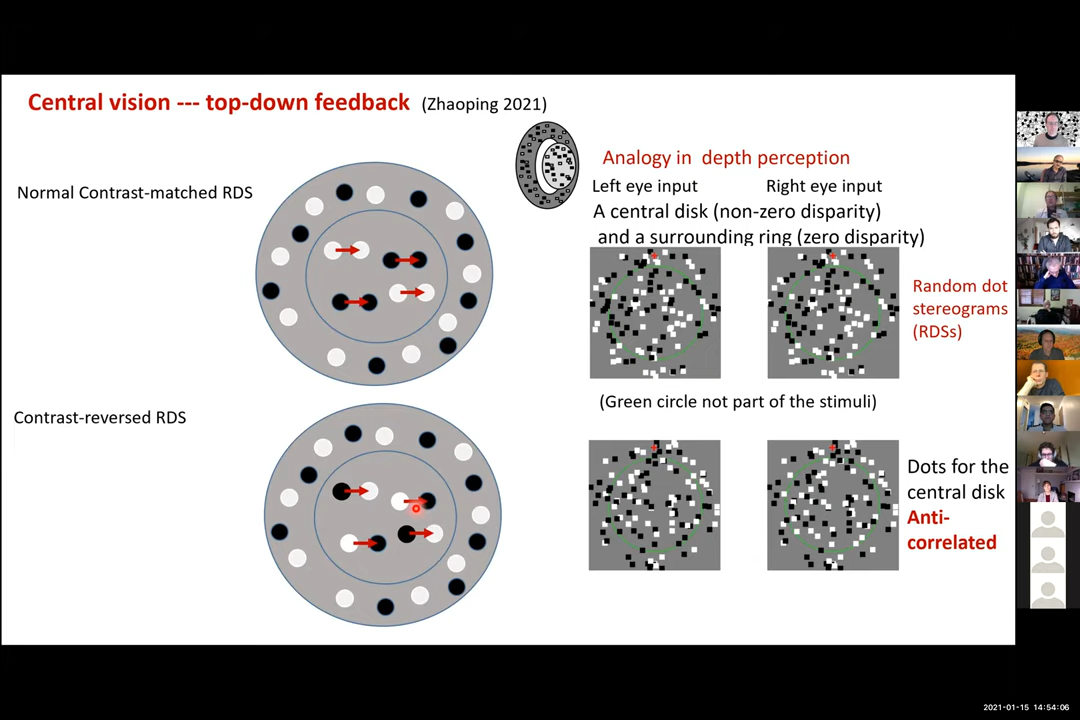 Central vision --- top-down feedback (Zhaoping 2021)
Normal Contrast-matched RDS
Contrast-reversed RDS
Analogy in depth perception
Left eye input
Right eye input
A central disk (non-zero disparity)
and a surrounding ring (zero disparity)
Random dot
stereograms
(RDSs)
(Green circle not part of the stimuli)
Dots for the
central disk
Anti-
correlated
2021-01-15 14:54:06